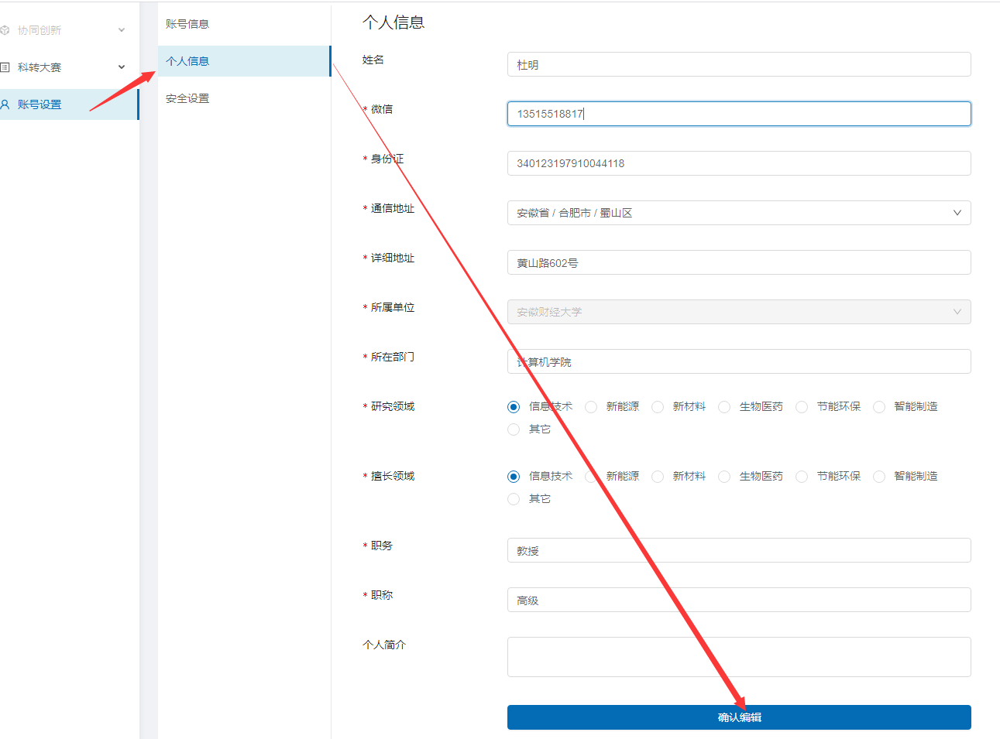 协同创新
科转大赛
账号设置
账号信息
个人信息
安全设置
个人信息
姓名
杜明
* 微信
13515518817
* 身份证
340123197910044118
* 通信地址
安徽省 / 合肥市 / 蜀山区
* 详细地址
黄山路602号
* 所属单位
安徽财经大学
* 所在部门
计算机学院
* 研究领域
信息技术 新能源 新材料 生物医药 节能环保 智能制造
其它
* 擅长领域
信息技术 新能源 新材料 生物医药 节能环保 智能制造
其它
* 职务
教授
* 职称
高级
个人简介
确认编辑